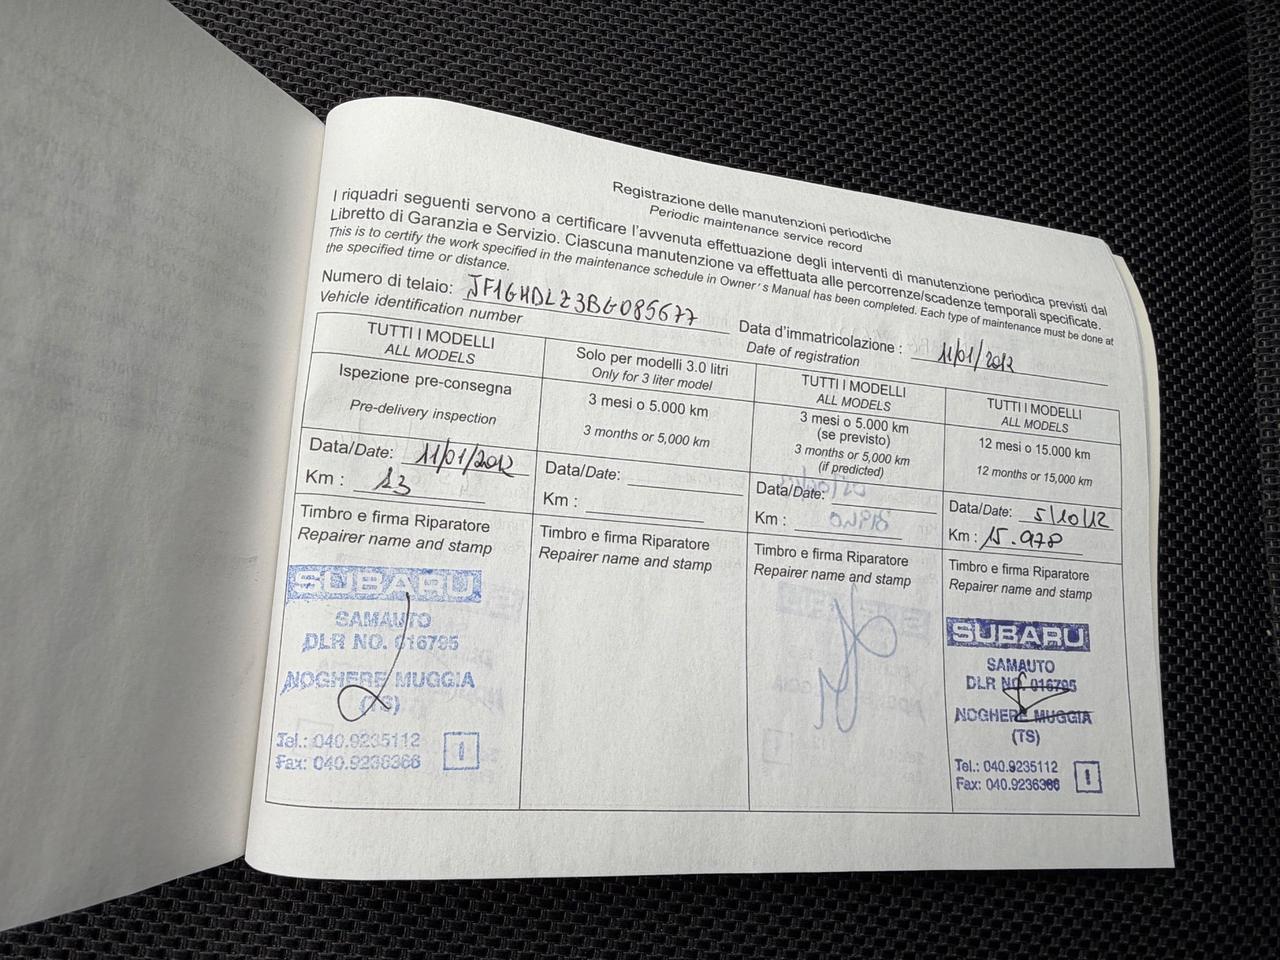 Registrazione delle manutenzioni periodiche
Periodic maintenance service record
I riquadri seguenti servono a certificare l'avvenuta effettuazione degli interventi di manutenzione periodica previsti dal
Libretto di Garanzia e Servizio. Ciascuna manutenzione va effettuata alle percorrenze/scadenze temporali specificate.
This is to certify the work specified in the maintenance schedule in Owner's Manual has been completed. Each type of maintenance must be done at
the specified time or distance.
Numero di telaio: JF1GHDLZ3BG085677
Vehicle identification number
Data d'immatricolazione : 11/01/2012
Date of registration
TUTTI I MODELLI
ALL MODELS
Ispezione pre-consegna
Pre-delivery inspection
Data/Date: 11/01/2012
Km : 13
Timbro e firma Riparatore
Repairer name and stamp
SUBARU
SAMAUTO
DLR NO. 016795
NOGHERE MUGGIA
(TS)
Tel.: 040.9235112
Fax: 040.9236366
I
Solo per modelli 3.0 litri
Only for 3 liter model
3 mesi o 5.000 km
3 months or 5,000 km
Data/Date:
Km :
Timbro e firma Riparatore
Repairer name and stamp
TUTTI I MODELLI
ALL MODELS
3 mesi o 5.000 km
(se previsto)
3 months or 5,000 km
(if predicted)
Data/Date:
Km :
Timbro e firma Riparatore
Repairer name and stamp
TUTTI I MODELLI
ALL MODELS
12 mesi o 15.000 km
12 months or 15,000 km
Data/Date: 5/10/12
Km : 15.978
Timbro e firma Riparatore
Repairer name and stamp
SUBARU
SAMAUTO
DLR NO. 016795
NOGHERE MUGGIA
(TS)
Tel.: 040.9235112
Fax: 040.9236366
I